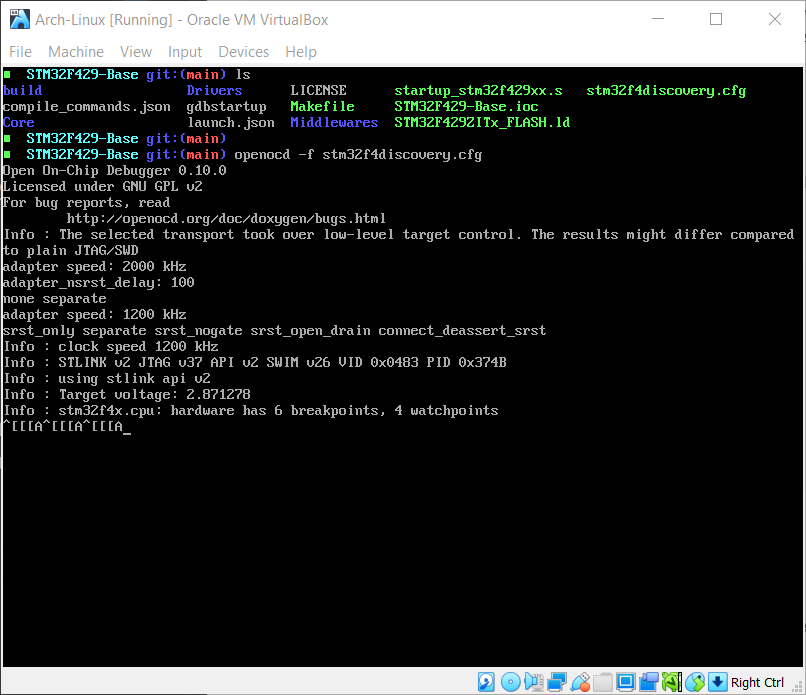 Arch-Linux [Running] - Oracle VM VirtualBox
File Machine View Input Devices Help
STM32F429-Base git:(main) ls
build Drivers LICENSE startup_stm32f429xx.s stm32f4discovery.cfg
compile_commands.json gdbstartup Makefile STM32F429-Base.ioc
Core launch.json Middlewares STM32F429ZITx_FLASH.ld
STM32F429-Base git:(main)
STM32F429-Base git:(main) openocd -f stm32f4discovery.cfg
Open On-Chip Debugger 0.10.0
Licensed under GNU GPL v2
For bug reports, read
http://openocd.org/doc/doxygen/bugs.html
Info : The selected transport took over low-level target control. The results might differ compared
to plain JTAG/SWD
adapter speed: 2000 kHz
adapter_nsrst_delay: 100
none separate
adapter speed: 1200 kHz
srst_only separate srst_nogate srst_open_drain connect_deassert_srst
Info : clock speed 1200 kHz
Info : STLINK v2 JTAG v37 API v2 SWIM v26 VID 0x0483 PID 0x374B
Info : using stlink api v2
Info : Target voltage: 2.871278
Info : stm32f4x.cpu: hardware has 6 breakpoints, 4 watchpoints
^[[[A^[[[A^[[[A_
Right Ctrl